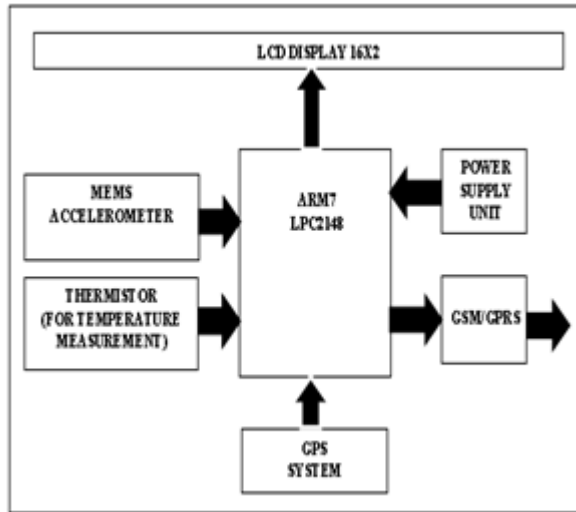 LCD DISPLAY 16X2
MEMS
ACCELEROMETER
ARM7
LPC2148
POWER
SUPPLY
UNIT
THERMISTOR
(FOR TEMPERATURE
MEASUREMENT)
GSM/GPRS
GPS
SYSTEM